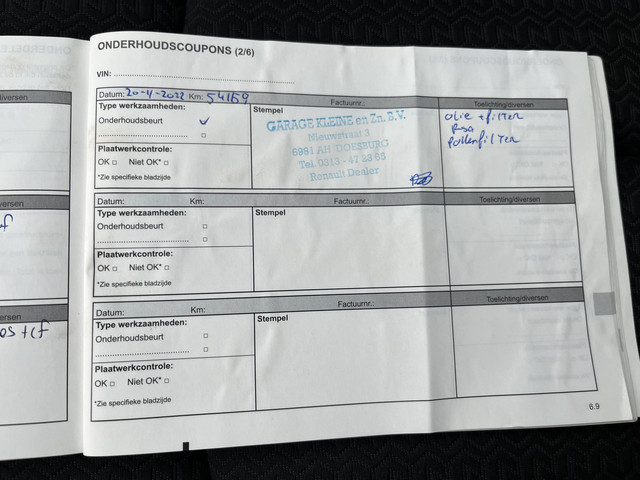 ONDERHOUDSCOUPONS (2/6)
VIN:
Datum: 20-4-2022 Km: 54169 Factuurnr.: Toelichting/diversen
Type werkzaamheden:
Onderhoudsbeurt
Plaatwerkcontrole:
OK Niet OK*
*Zie specifieke bladzijde
Stempel
GARAGE KLEINE en Zn. B.V.
Nieuwstraat 3
6981 AH DOESBURG
Tel. 0313 - 47 23 65
Renault Dealer
olie + filter
Pollenfilter
Datum: Km: Factuurnr.: Toelichting/diversen
Type werkzaamheden:
Onderhoudsbeurt
Plaatwerkcontrole:
OK Niet OK*
*Zie specifieke bladzijde
Stempel
Datum: Km: Factuurnr.: Toelichting/diversen
Type werkzaamheden:
Onderhoudsbeurt
Plaatwerkcontrole:
OK Niet OK*
*Zie specifieke bladzijde
Stempel
6.9